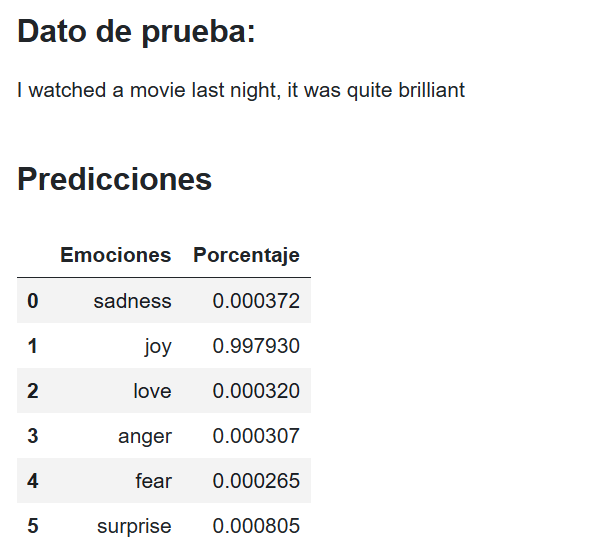 Dato de prueba:
I watched a movie last night, it was quite brilliant
Predicciones
Emociones Porcentaje
0 sadness 0.000372
1 joy 0.997930
2 love 0.000320
3 anger 0.000307
4 fear 0.000265
5 surprise 0.000805